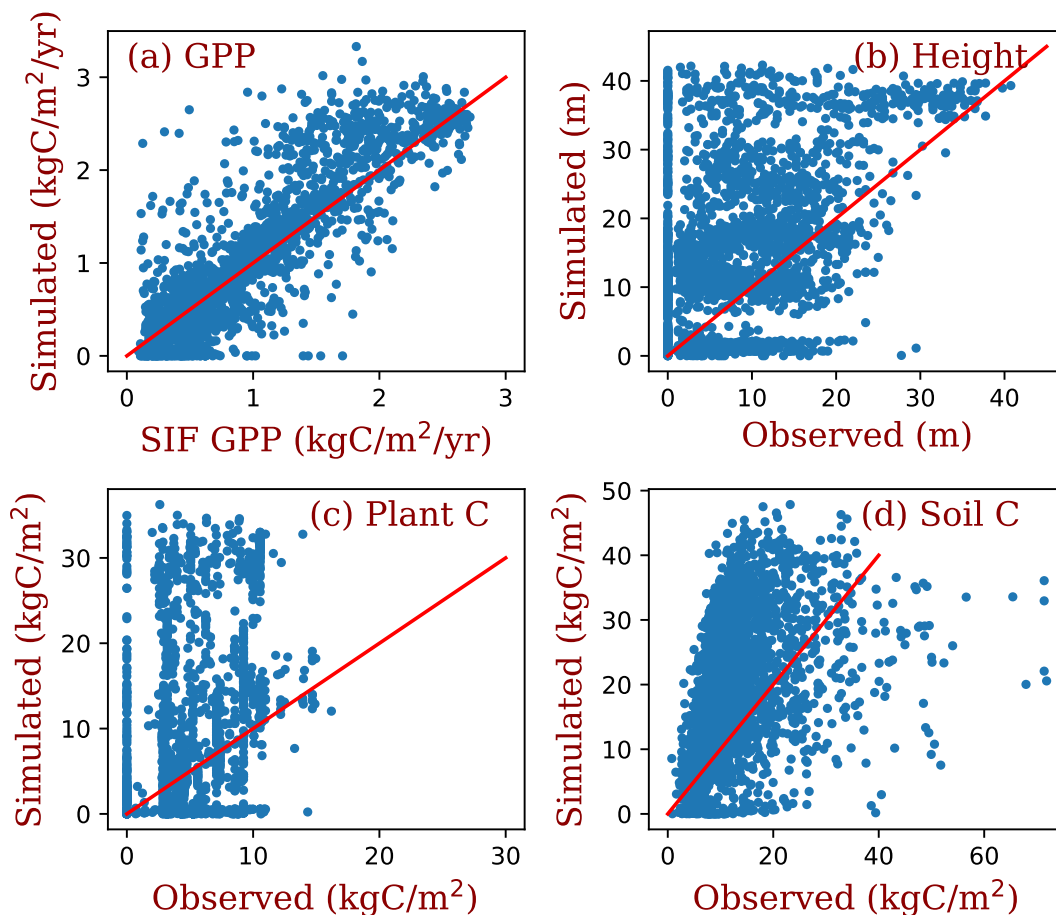 (a) GPP
Simulated (kgC/m²/yr)
3
2
1
0
0 1 2 3
SIF GPP (kgC/m²/yr)
(b) Height
Simulated (m)
40
30
20
10
0
0 10 20 30 40
Observed (m)
(c) Plant C
Simulated (kgC/m²)
30
20
10
0
0 10 20 30
Observed (kgC/m²)
(d) Soil C
Simulated (kgC/m²)
50
40
30
20
10
0
0 20 40 60
Observed (kgC/m²)